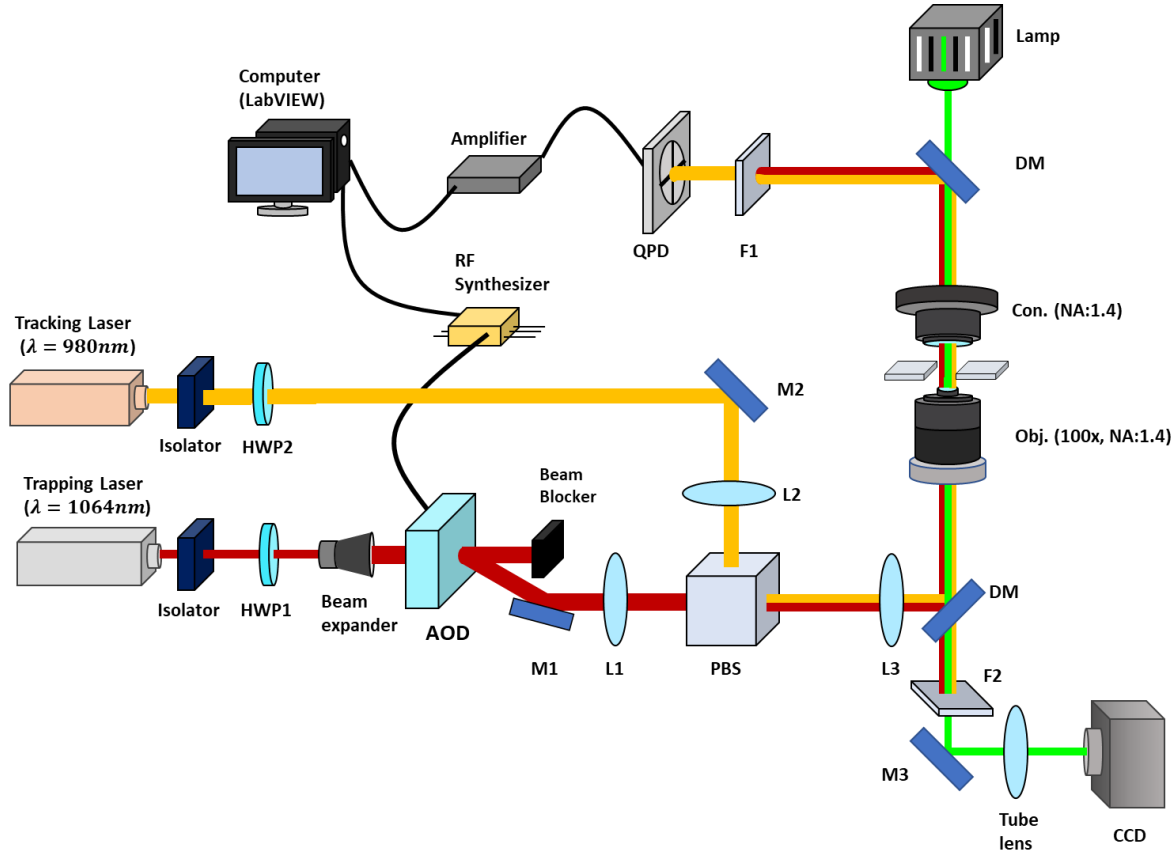 Lamp
Computer
(LabVIEW)
Amplifier
DM
QPD
F1
RF
Synthesizer
Con. (NA:1.4)
Tracking Laser
(λ = 980nm)
M2
Isolator
HWP2
Obj. (100x, NA:1.4)
Beam
Blocker
Trapping Laser
(λ = 1064nm)
L2
Isolator
HWP1
Beam
expander
AOD
M1
L1
PBS
L3
DM
F2
M3
Tube
lens
CCD